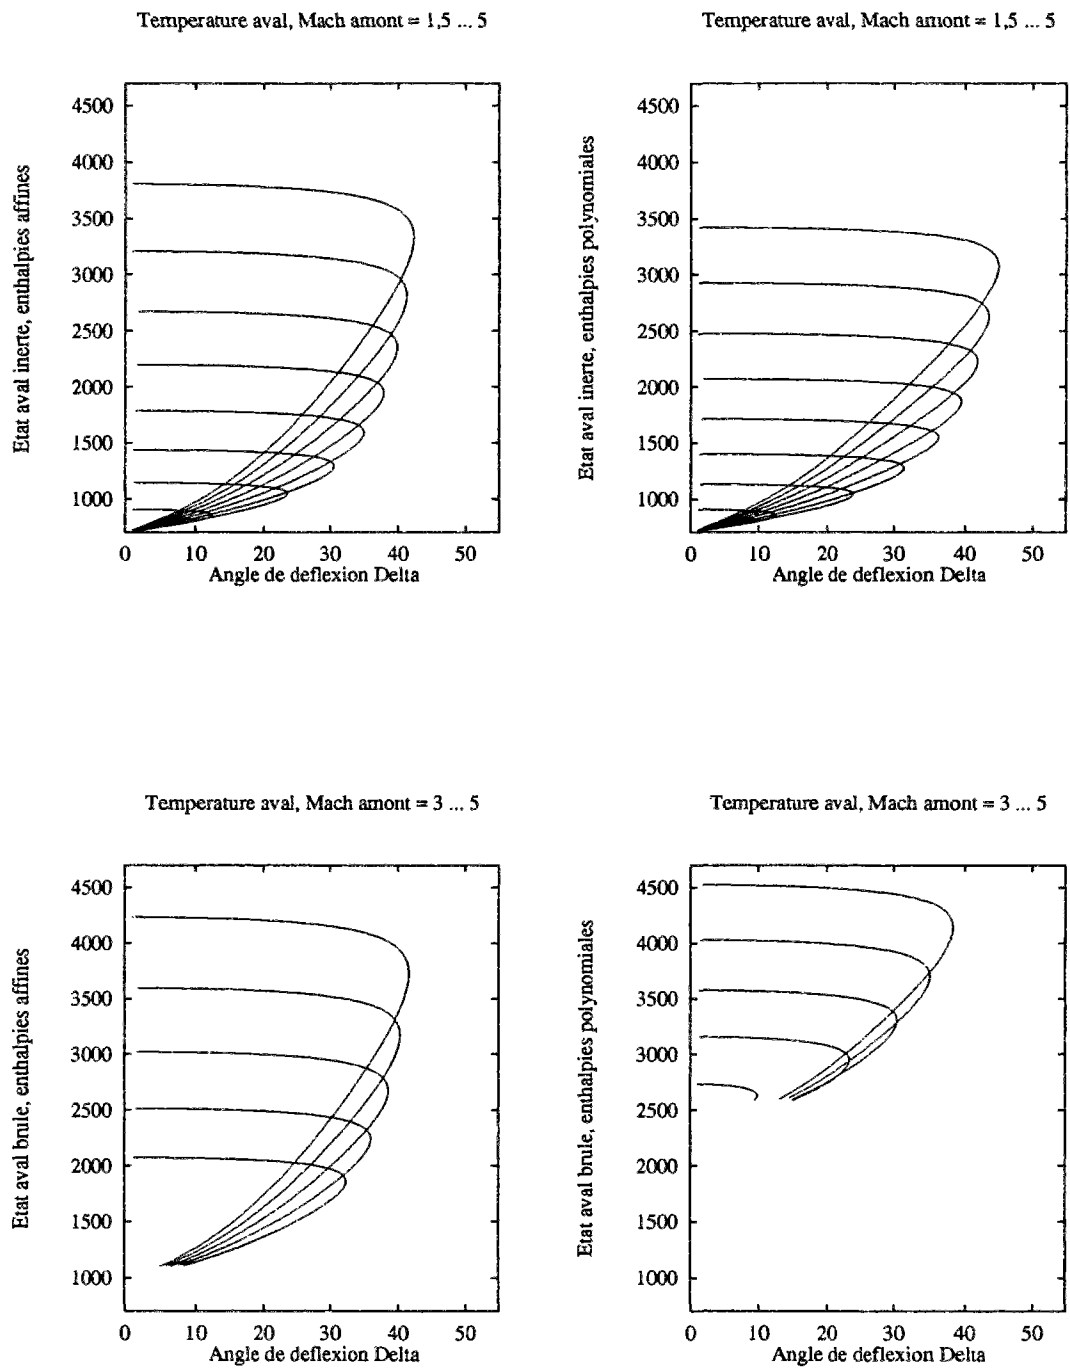 Temperature aval, Mach amont = 1,5 ... 5
Etat aval inerte, enthalpies affines
4500
4000
3500
3000
2500
2000
1500
1000
0 10 20 30 40 50
Angle de deflexion Delta
Temperature aval, Mach amont = 1,5 ... 5
Etat aval inerte, enthalpies polynomiales
4500
4000
3500
3000
2500
2000
1500
1000
0 10 20 30 40 50
Angle de deflexion Delta
Temperature aval, Mach amont = 3 ... 5
Etat aval brule, enthalpies affines
4500
4000
3500
3000
2500
2000
1500
1000
0 10 20 30 40 50
Angle de deflexion Delta
Temperature aval, Mach amont = 3 ... 5
Etat aval brule, enthalpies polynomiales
4500
4000
3500
3000
2500
2000
1500
1000
0 10 20 30 40 50
Angle de deflexion Delta